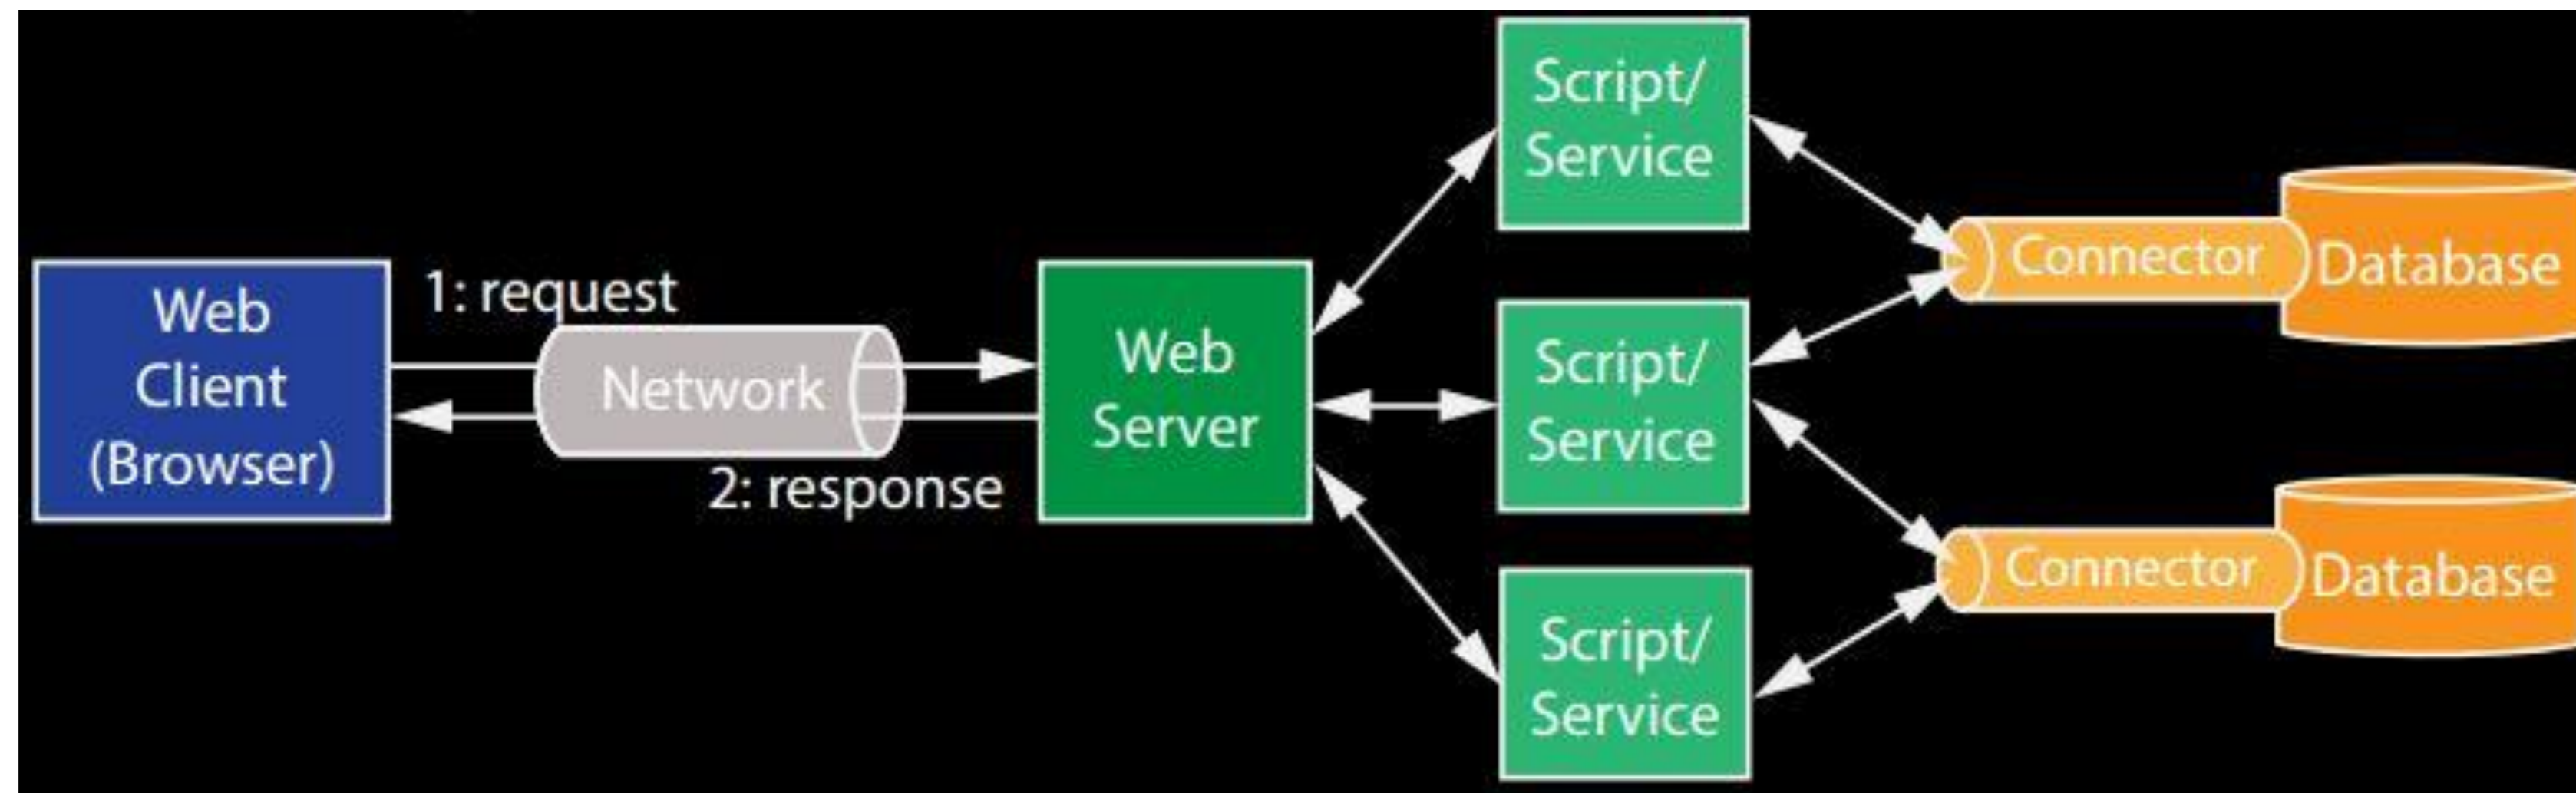 Web
Client
(Browser)
1: request
Network
2: response
Web
Server
Script/
Service
Script/
Service
Script/
Service
Connector
Database
Connector
Database